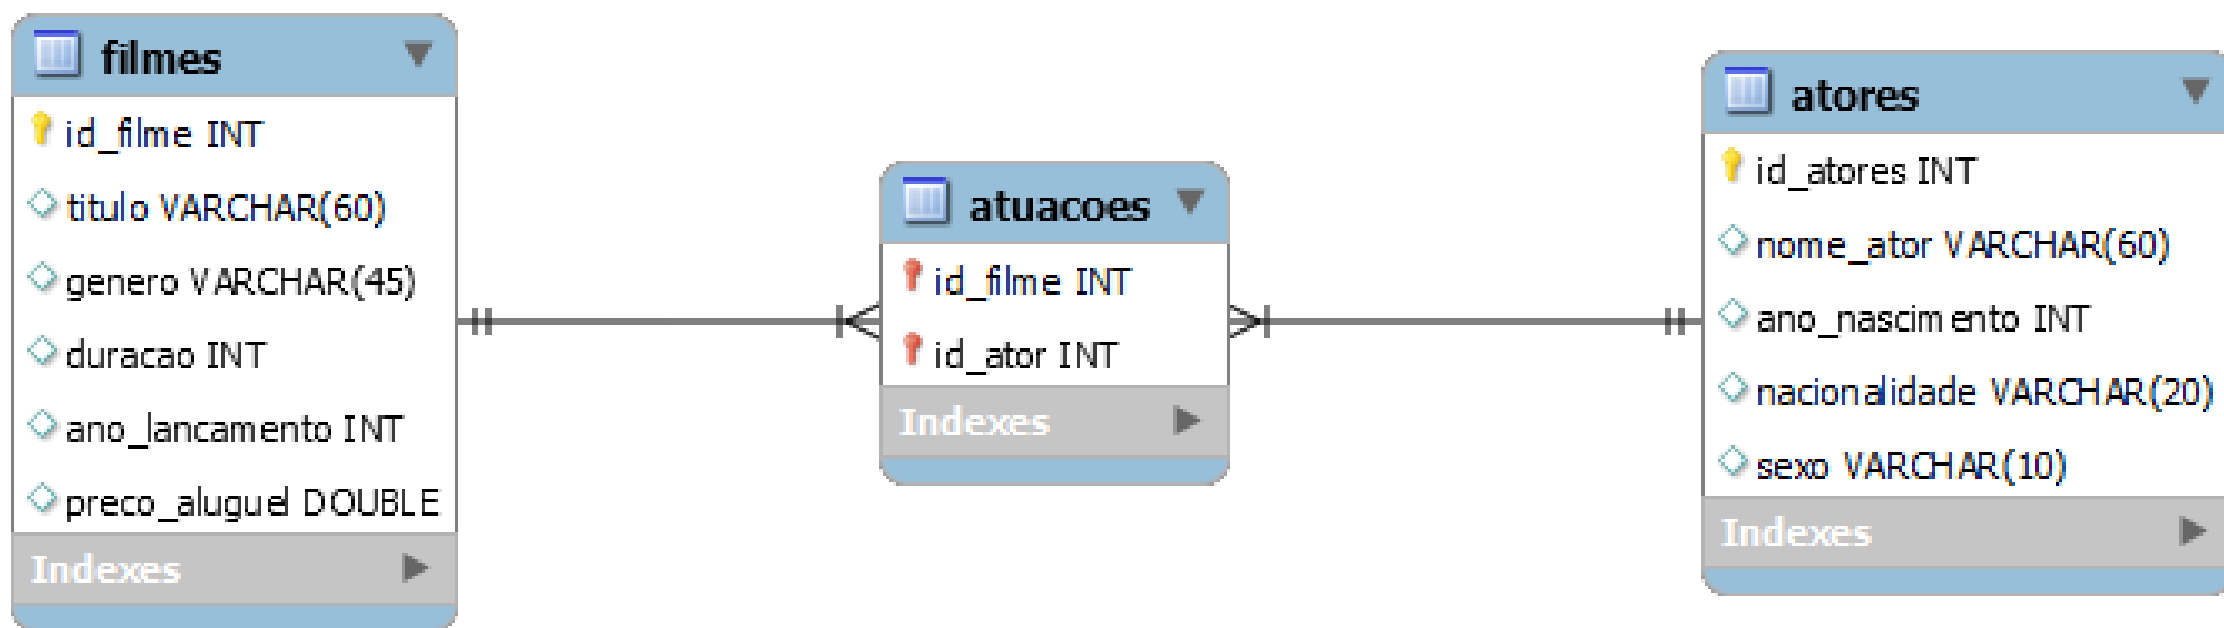 filmes
id_filme INT
titulo VARCHAR(60)
genero VARCHAR(45)
duracao INT
ano_lancamento INT
preco_aluguel DOUBLE
Indexes
atuacoes
id_filme INT
id_ator INT
Indexes
atores
id_atores INT
nome_ator VARCHAR(60)
ano_nascimento INT
nacionalidade VARCHAR(20)
sexo VARCHAR(10)
Indexes